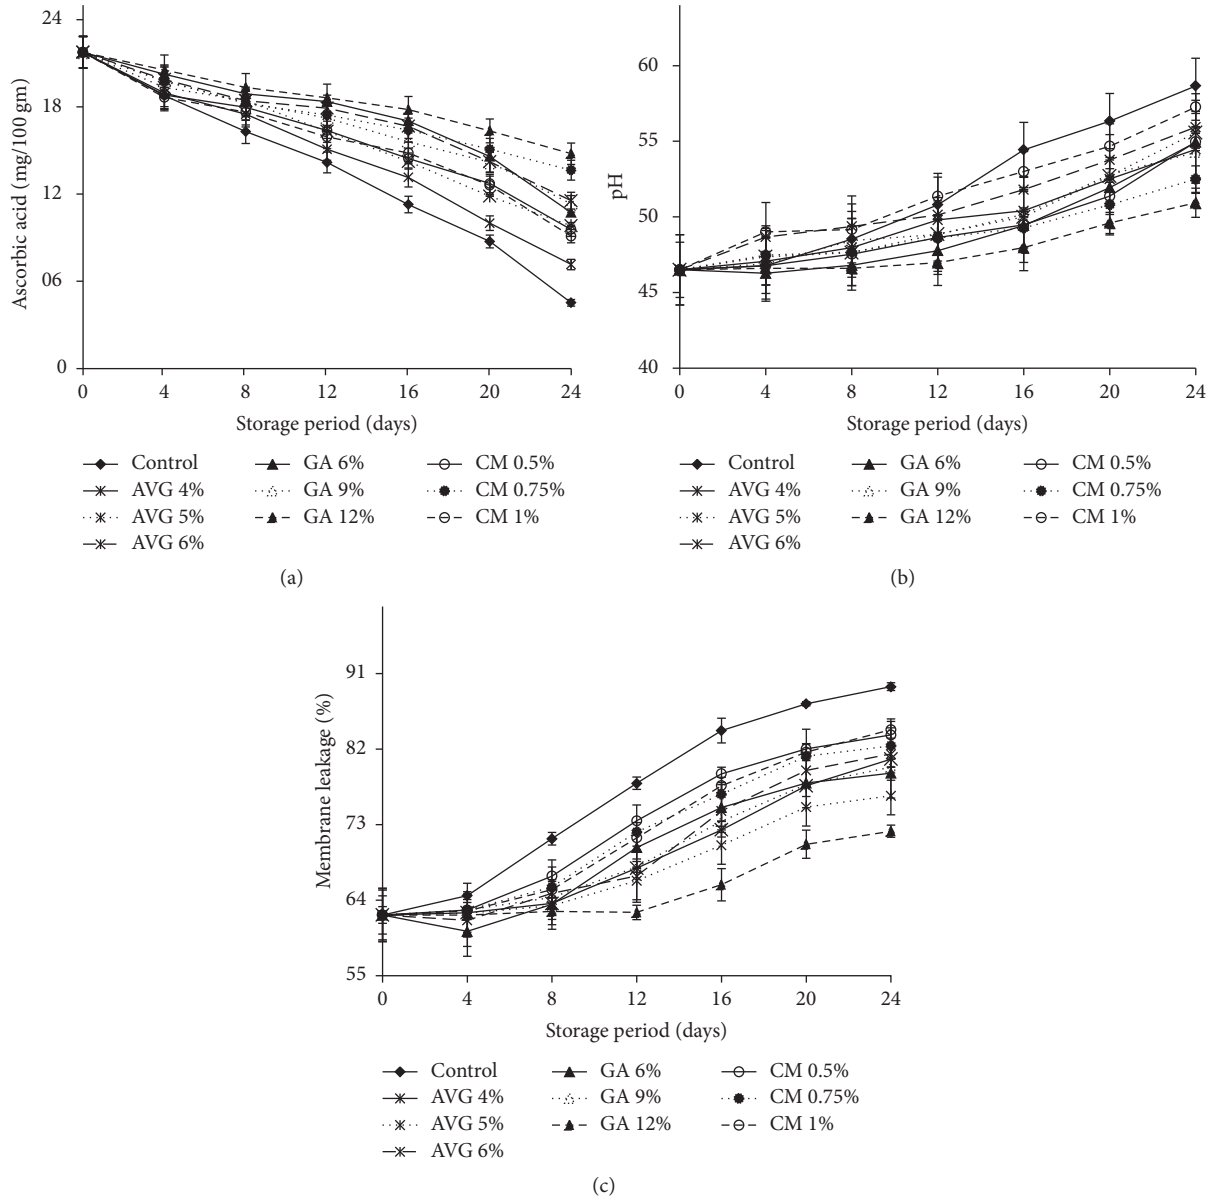 24
18
12
06
0
Ascorbic acid (mg/100 gm)
0 4 8 12 16 20 24
Storage period (days)
Control GA 6% CM 0.5%
AVG 4% GA 9% CM 0.75%
AVG 5% GA 12% CM 1%
AVG 6%
(a)
60
55
50
45
40
pH
0 4 8 12 16 20 24
Storage period (days)
Control GA 6% CM 0.5%
AVG 4% GA 9% CM 0.75%
AVG 5% GA 12% CM 1%
AVG 6%
(b)
91
82
73
64
55
Membrane leakage (%)
0 4 8 12 16 20 24
Storage period (days)
Control GA 6% CM 0.5%
AVG 4% GA 9% CM 0.75%
AVG 5% GA 12% CM 1%
AVG 6%
(c)